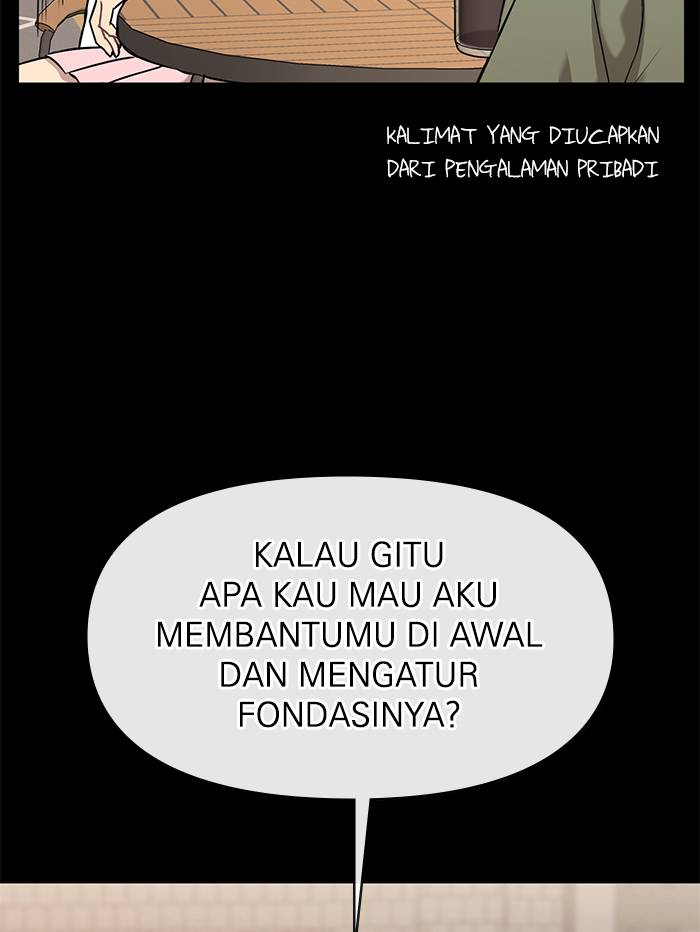 KALIMAT YANG DIUCAPKAN
DARI PENGALAMAN PRIBADI
KALAU GITU
APA KAU MAU AKU
MEMBANTUMU DI AWAL
DAN MENGATUR
FONDASINYA?